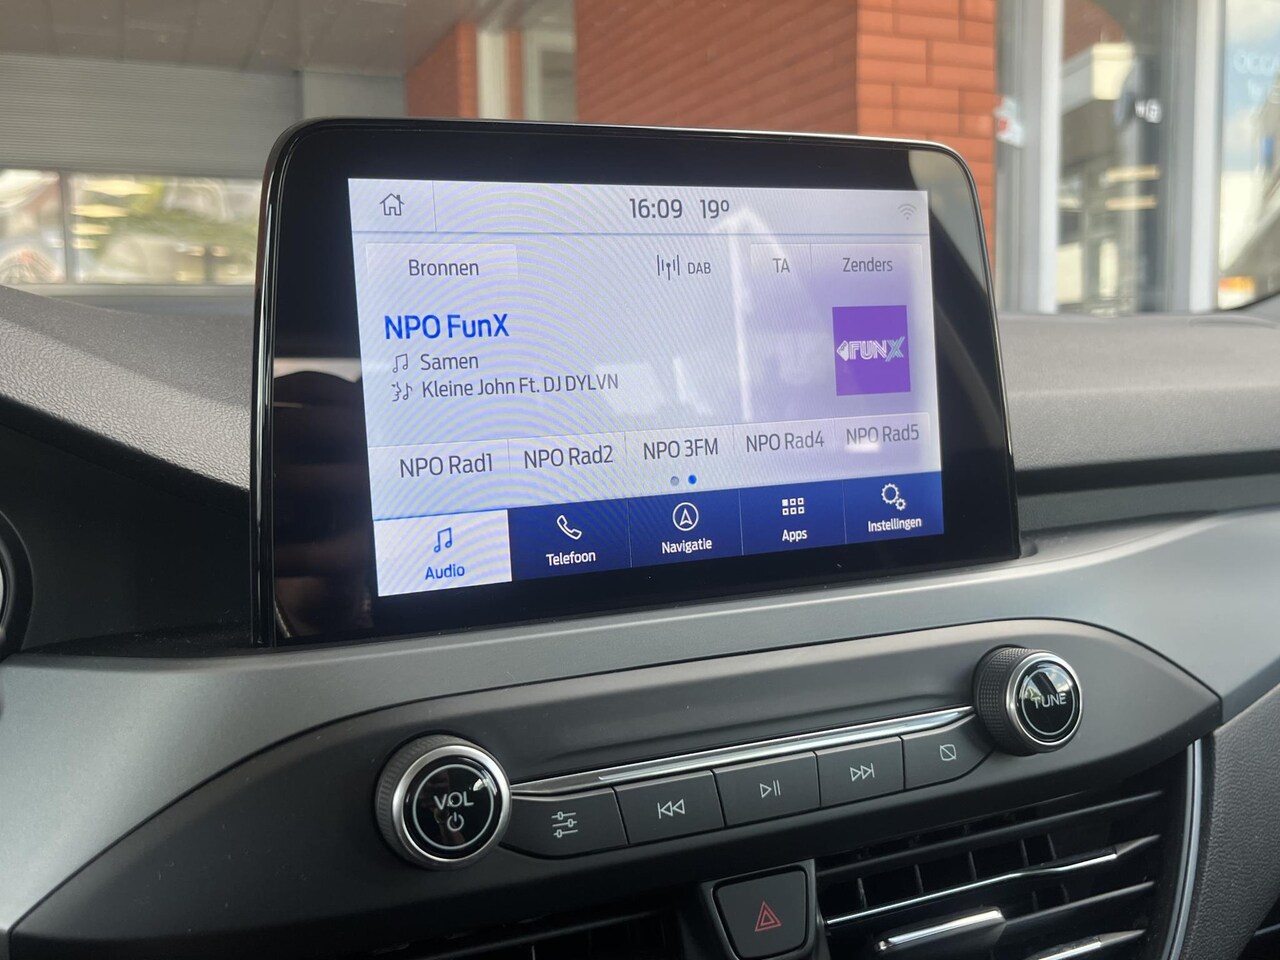 16:09 19º
Bronnen DAB TA Zenders
NPO FunX
Samen
Kleine John Ft. DJ DYLVN
FUNX
NPO Rad1 NPO Rad2 NPO 3FM NPO Rad4 NPO Rad5
Audio Telefoon Navigatie Apps Instellingen
TUNE
VOL